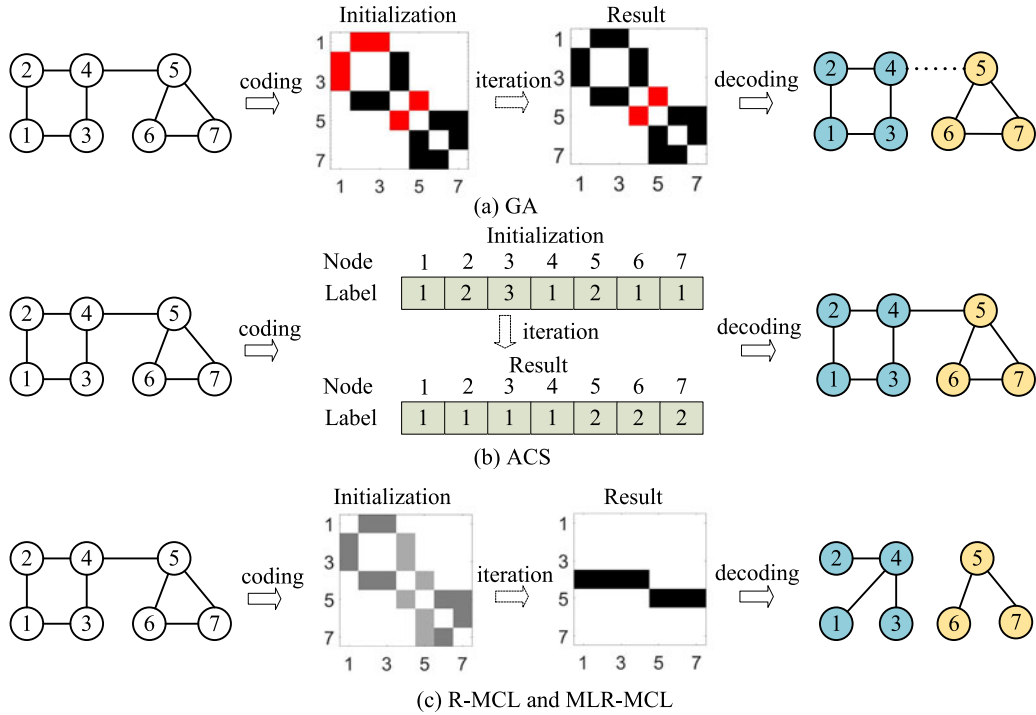 Initialization Result
2 4 5 coding 1 3 5 7 iteration 1 3 5 7 decoding 2 4 5
1 3 6 7 1 3 5 7 1 3 5 7 1 3 6 7
(a) GA
Initialization
Node 1 2 3 4 5 6 7
Label 1 2 3 1 2 1 1
2 4 5 coding iteration decoding 2 4 5
Result
1 3 6 7 Node 1 2 3 4 5 6 7 1 3 6 7
Label 1 1 1 1 2 2 2
(b) ACS
Initialization Result
2 4 5 coding 1 3 5 7 iteration 1 3 5 7 decoding 2 4 5
1 3 6 7 1 3 5 7 1 3 5 7 1 3 6 7
(c) R-MCL and MLR-MCL